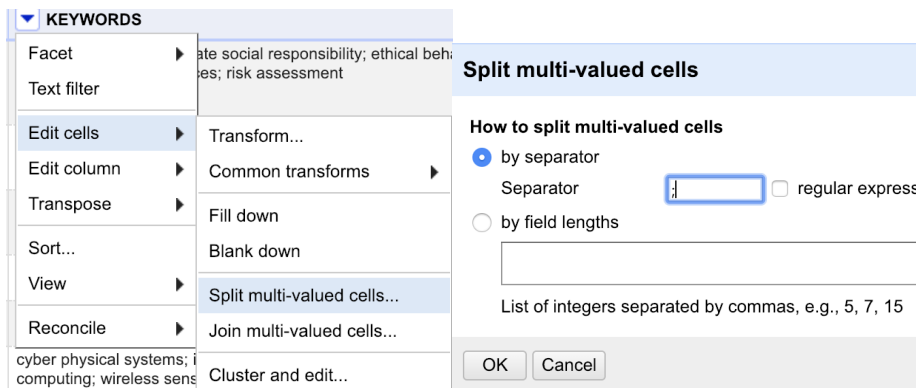 KEYWORDS
Facet
ate social responsibility; ethical beha
ces; risk assessment
Text filter
Edit cells
Edit column
Transpose
Sort...
View
Reconcile
cyber physical systems; i
computing; wireless sens
Transform...
Common transforms
Fill down
Blank down
Split multi-valued cells...
Join multi-valued cells...
Cluster and edit...
Split multi-valued cells
How to split multi-valued cells
by separator
Separator ; regular express
by field lengths
List of integers separated by commas, e.g., 5, 7, 15
OK Cancel